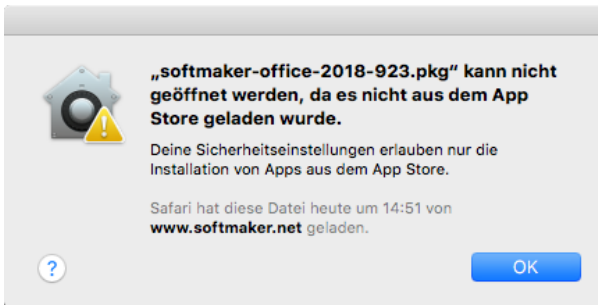 „softmaker-office-2018-923.pkg“ kann nicht
geöffnet werden, da es nicht aus dem App
Store geladen wurde.
Deine Sicherheitseinstellungen erlauben nur die
Installation von Apps aus dem App Store.
Safari hat diese Datei heute um 14:51 von
www.softmaker.net geladen.
?
OK